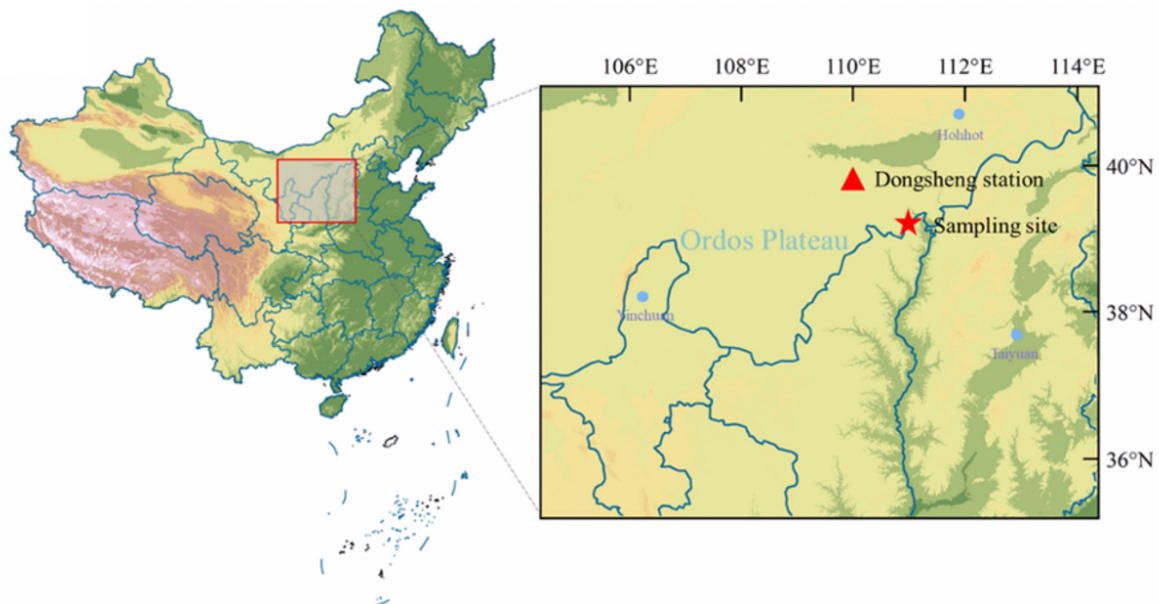 106°E 108°E 110°E 112°E 114°E
Hohhot
40°N
Dongsheng station
Sampling site
Ordos Plateau
Yinchuan
38°N
Taiyuan
36°N